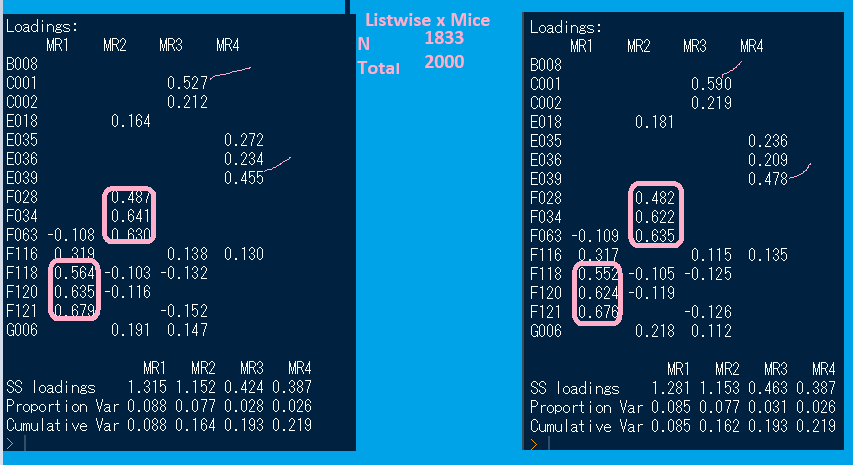 Loadings:
MR1 MR2 MR3 MR4
B008
C001 0.527
C002 0.212
E018 0.164
E035 0.272
E036 0.234
E039 0.455
F028 0.487
F034 0.641
F063 -0.108 0.630
F116 0.319 0.138 0.130
F118 0.564 -0.103 -0.132
F120 0.635 -0.116
F121 0.679 -0.152
G006 0.191 0.147
MR1 MR2 MR3 MR4
SS loadings 1.315 1.152 0.424 0.387
Proportion Var 0.088 0.077 0.028 0.026
Cumulative Var 0.088 0.164 0.193 0.219
>
Listwise x Mice
N 1833
Total 2000
Loadings:
MR1 MR2 MR3 MR4
B008
C001 0.590
C002 0.219
E018 0.181
E035 0.236
E036 0.209
E039 0.478
F028 0.482
F034 0.622
F063 -0.109 0.635
F116 0.317 0.115 0.135
F118 0.552 -0.105 -0.125
F120 0.624 -0.119
F121 0.676 -0.126
G006 0.218 0.112
MR1 MR2 MR3 MR4
SS loadings 1.281 1.153 0.463 0.387
Proportion Var 0.085 0.077 0.031 0.026
Cumulative Var 0.085 0.162 0.193 0.219
>